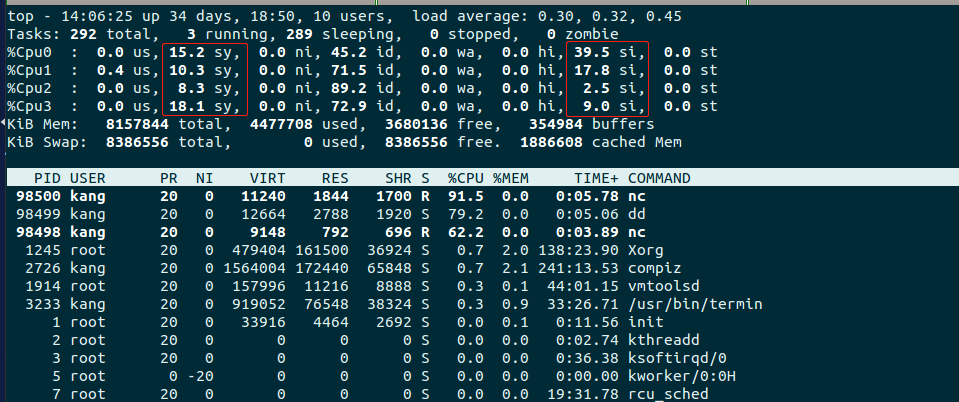 top - 14:06:25 up 34 days, 18:50, 10 users,  load average: 0.30, 0.32, 0.45
Tasks: 292 total,   3 running, 289 sleeping,   0 stopped,   0 zombie
%Cpu0  :  0.0 us, 15.2 sy,  0.0 ni, 45.2 id,  0.0 wa,  0.0 hi, 39.5 si,  0.0 st
%Cpu1  :  0.4 us, 10.3 sy,  0.0 ni, 71.5 id,  0.0 wa,  0.0 hi, 17.8 si,  0.0 st
%Cpu2  :  0.0 us,  8.3 sy,  0.0 ni, 89.2 id,  0.0 wa,  0.0 hi,  2.5 si,  0.0 st
%Cpu3  :  0.0 us, 18.1 sy,  0.0 ni, 72.9 id,  0.0 wa,  0.0 hi,  9.0 si,  0.0 st
KiB Mem:   8157844 total,  4477708 used,  3680136 free,   354984 buffers
KiB Swap:  8386556 total,        0 used,  8386556 free.  1886608 cached Mem
PID USER      PR  NI    VIRT    RES    SHR S  %CPU %MEM     TIME+ COMMAND
98500 kang      20   0   11240   1844   1700 R  91.5  0.0   0:05.78 nc
98499 kang      20   0   12664   2788   1920 S  79.2  0.0   0:05.06 dd
98498 kang      20   0    9148    792    696 R  62.2  0.0   0:03.89 nc
1245 root      20   0  479404 161500  36924 S   0.7  2.0 138:23.90 Xorg
2726 kang      20   0 1564004 172440  65848 S   0.7  2.1 241:13.53 compiz
1914 root      20   0  157996  11216   8888 S   0.3  0.1  44:01.15 vmtoolsd
3233 kang      20   0  919052  76548  38324 S   0.3  0.9  33:26.71 /usr/bin/termin
1 root      20   0   33916   4464   2692 S   0.0  0.1   0:11.56 init
2 root      20   0       0      0      0 S   0.0  0.0   0:02.74 kthreadd
3 root      20   0       0      0      0 S   0.0  0.0   0:36.38 ksoftirqd/0
5 root       0 -20       0      0      0 S   0.0  0.0   0:00.00 kworker/0:0H
7 root      20   0       0      0      0 S   0.0  0.0  19:31.78 rcu_sched